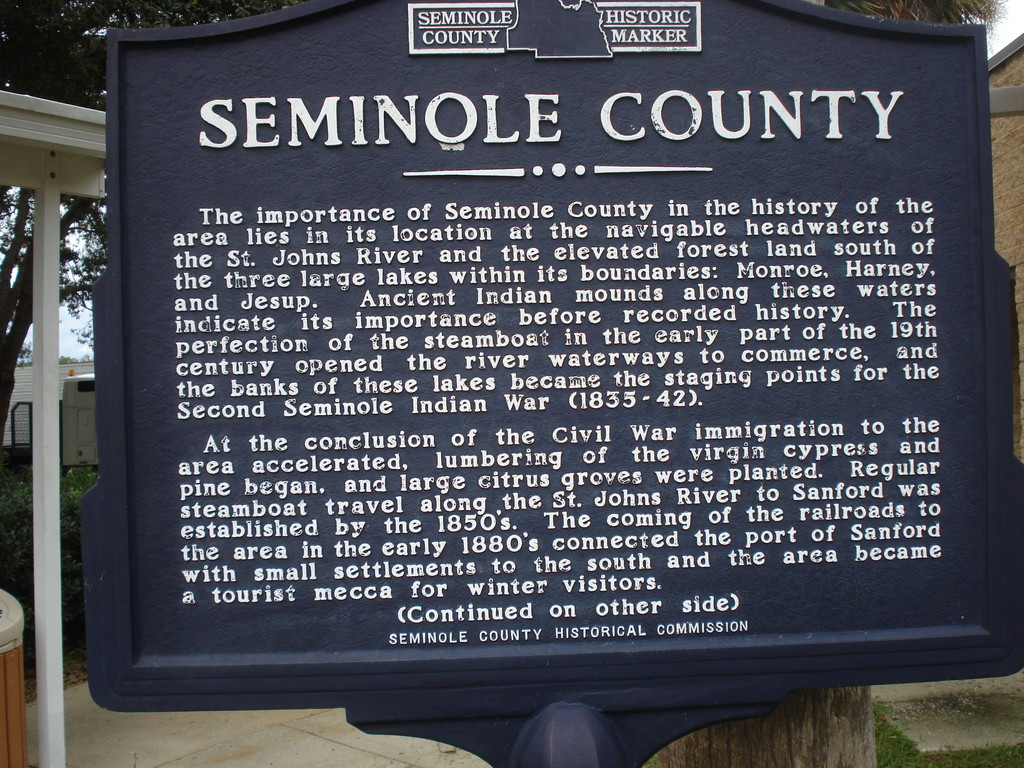 SEMINOLE COUNTY
HISTORIC MARKER
SEMINOLE COUNTY
The importance of Seminole County in the history of the
area lies in its location at the navigable headwaters of
the St. Johns River and the elevated forest land south of
the three large lakes within its boundaries: Monroe, Harney,
and Jesup. Ancient Indian mounds along these waters
indicate its importance before recorded history. The
perfection of the steamboat in the early part of the 19th
century opened the river waterways to commerce, and
the banks of these lakes became the staging points for the
Second Seminole Indian War (1835-42).
At the conclusion of the Civil War immigration to the
area accelerated, lumbering of the virgin cypress and
pine began, and large citrus groves were planted. Regular
steamboat travel along the St. Johns River to Sanford was
established by the 1850's. The coming of the railroads to
the area in the early 1880's connected the port of Sanford
with small settlements to the south and the area became
a tourist mecca for winter visitors.
(Continued on other side)
SEMINOLE COUNTY HISTORICAL COMMISSION